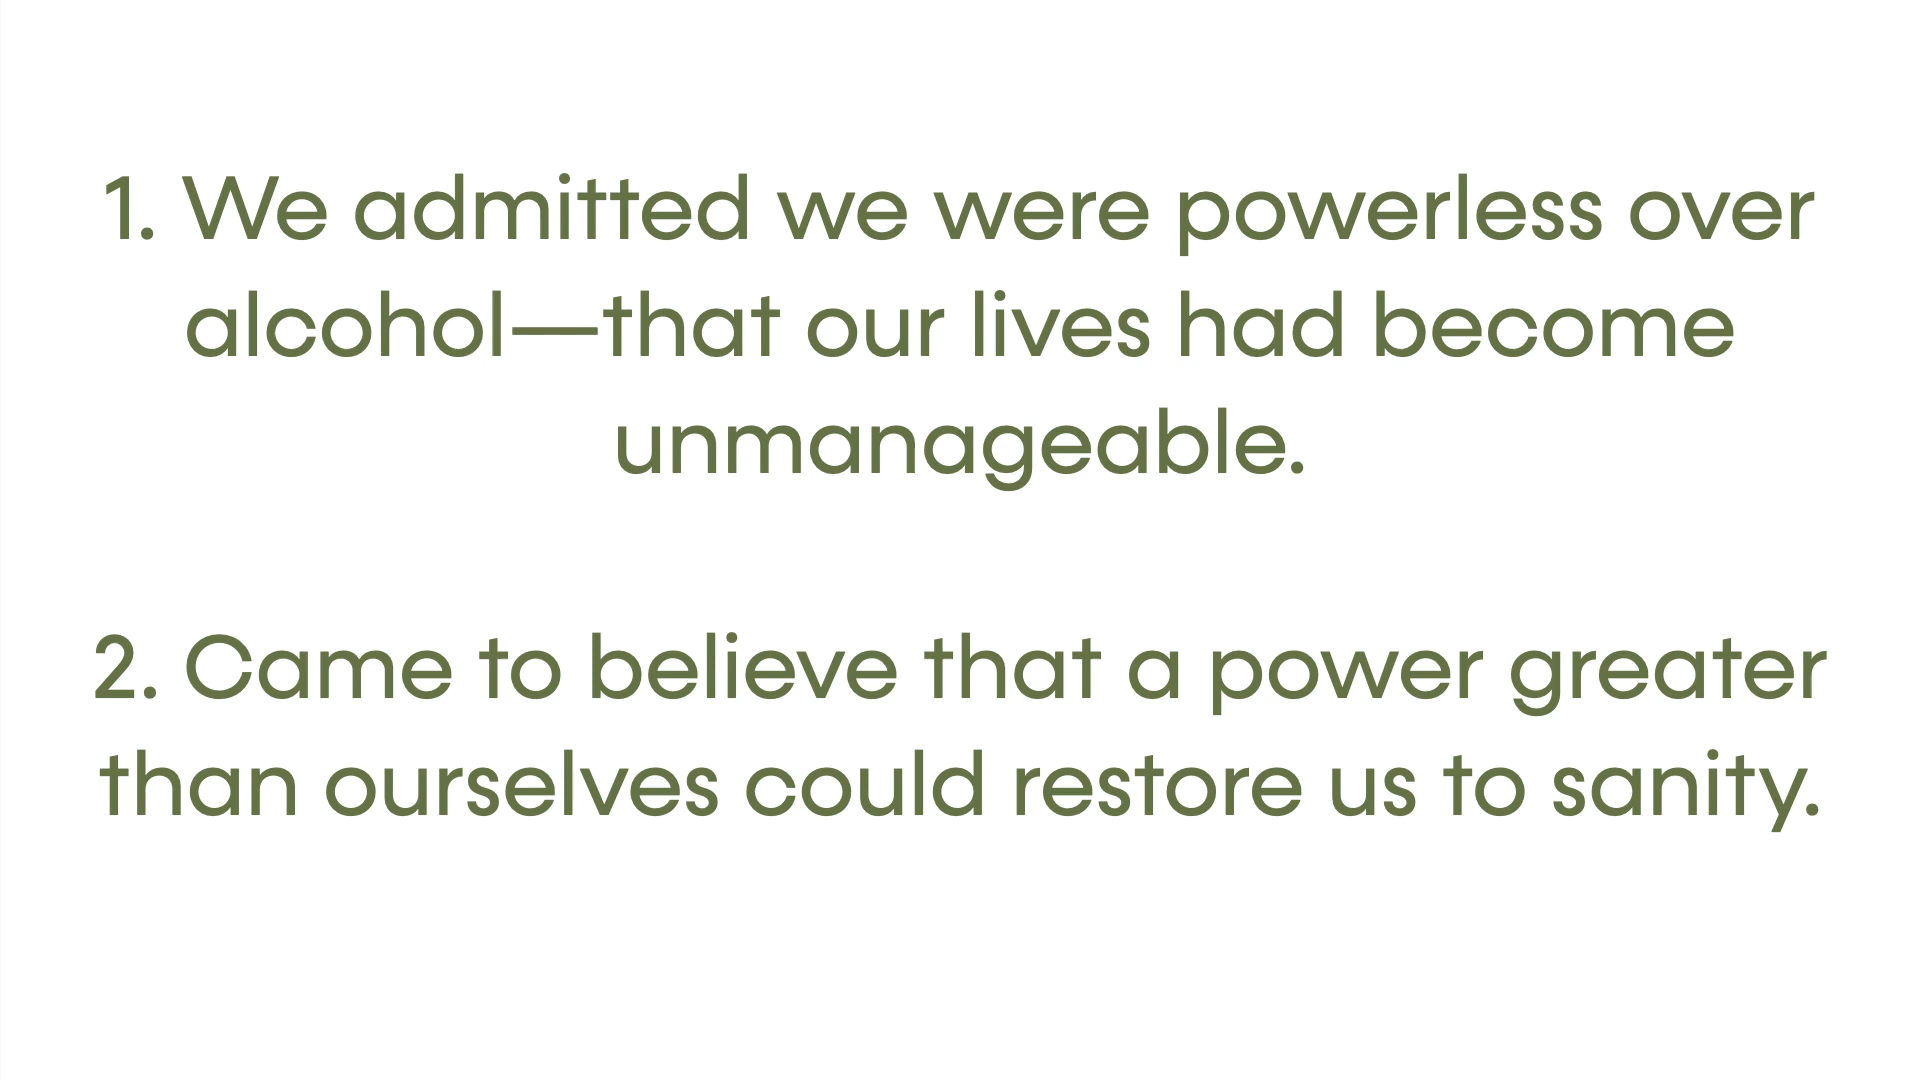 1. We admitted we were powerless over
alcohol—that our lives had become
unmanageable.
2. Came to believe that a power greater
than ourselves could restore us to sanity.